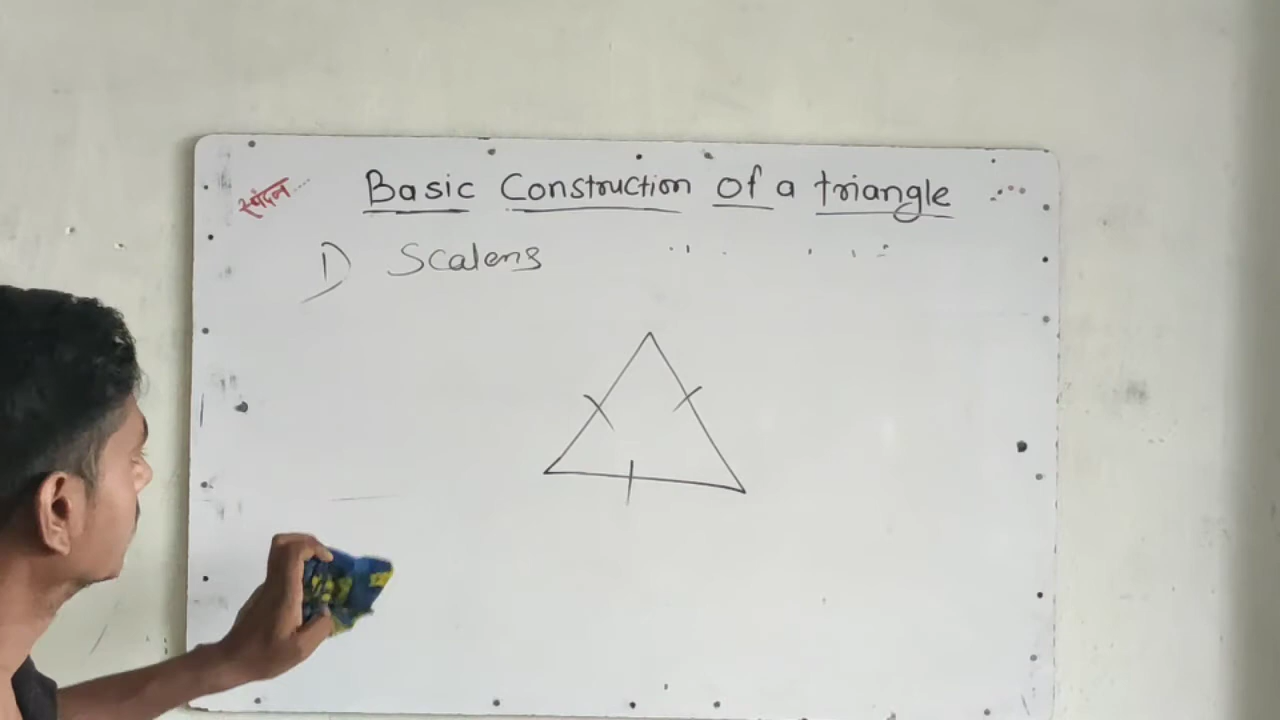 स्पंदन....
Basic Construction of a triangle
1) Scalens